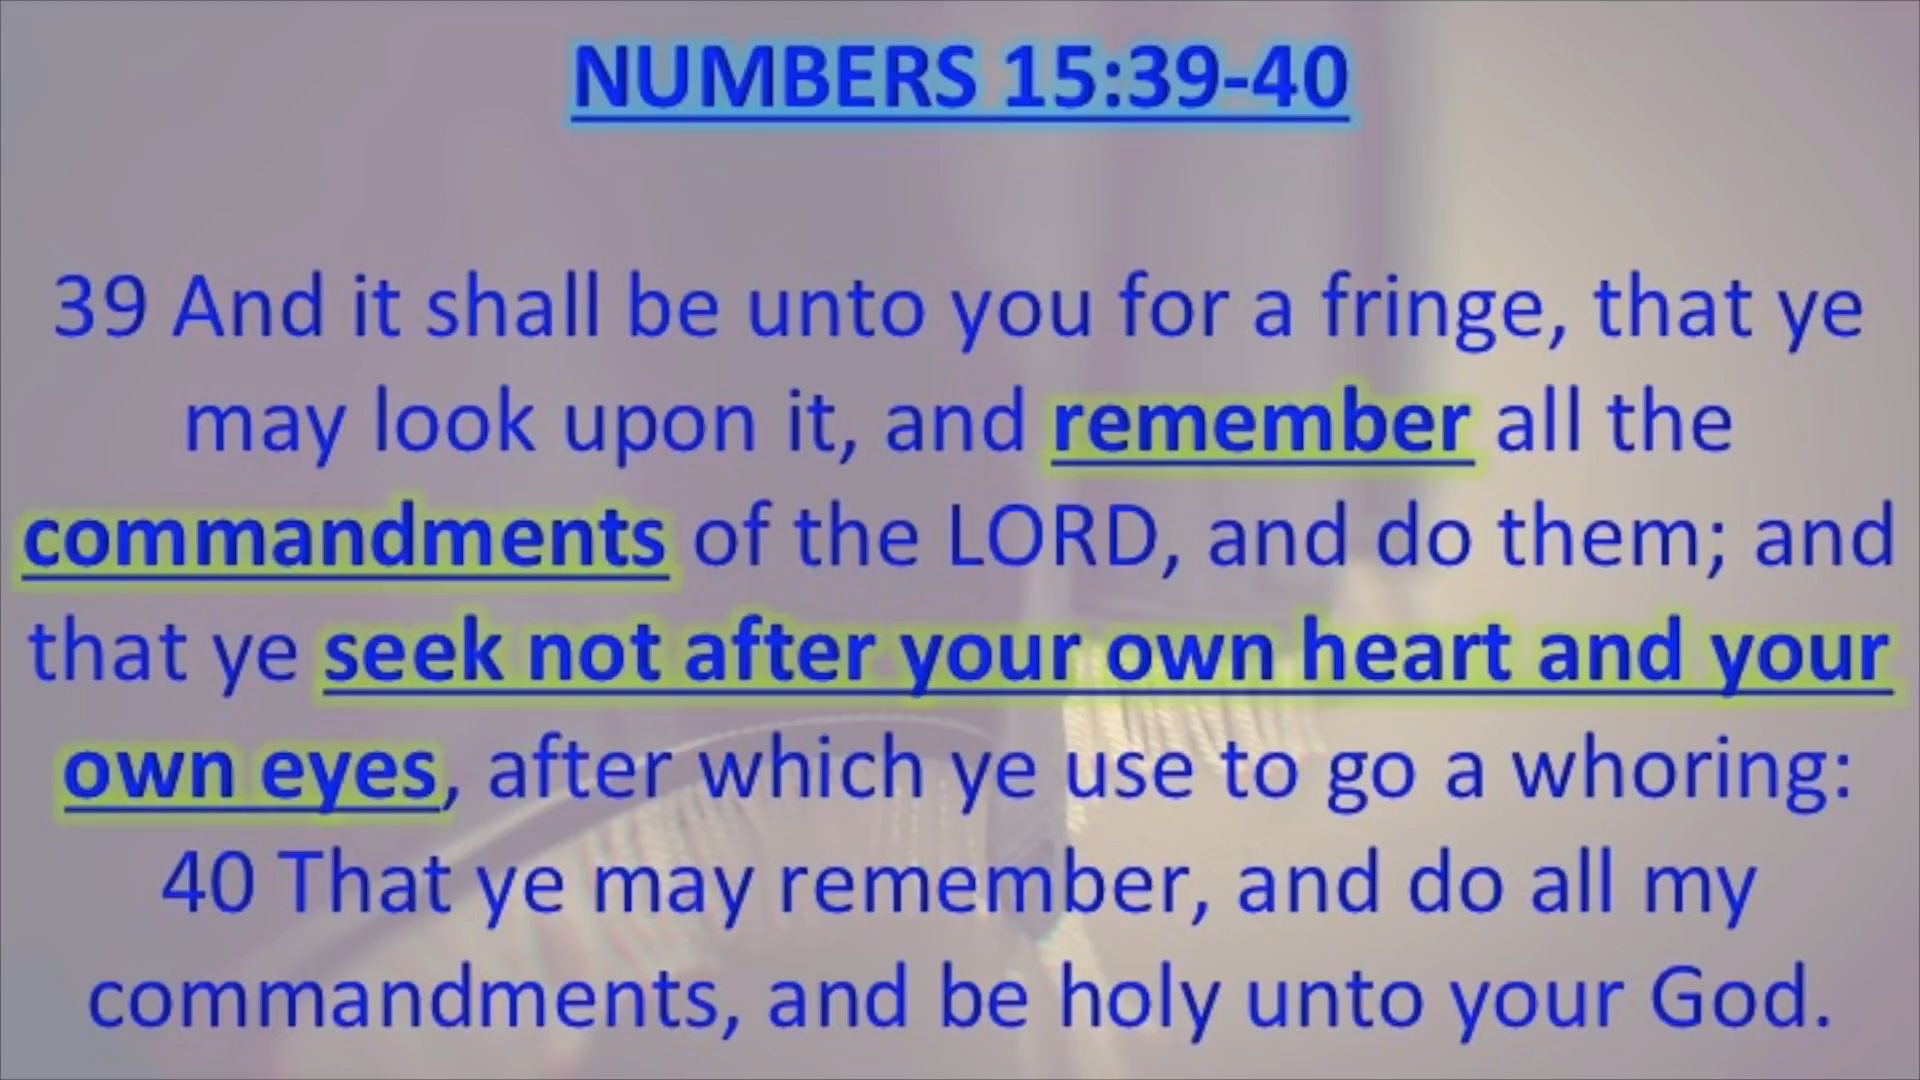 NUMBERS 15:39-40
39 And it shall be unto you for a fringe, that ye
may look upon it, and remember all the
commandments of the LORD, and do them; and
that ye seek not after your own heart and your
own eyes, after which ye use to go a whoring:
40 That ye may remember, and do all my
commandments, and be holy unto your God.